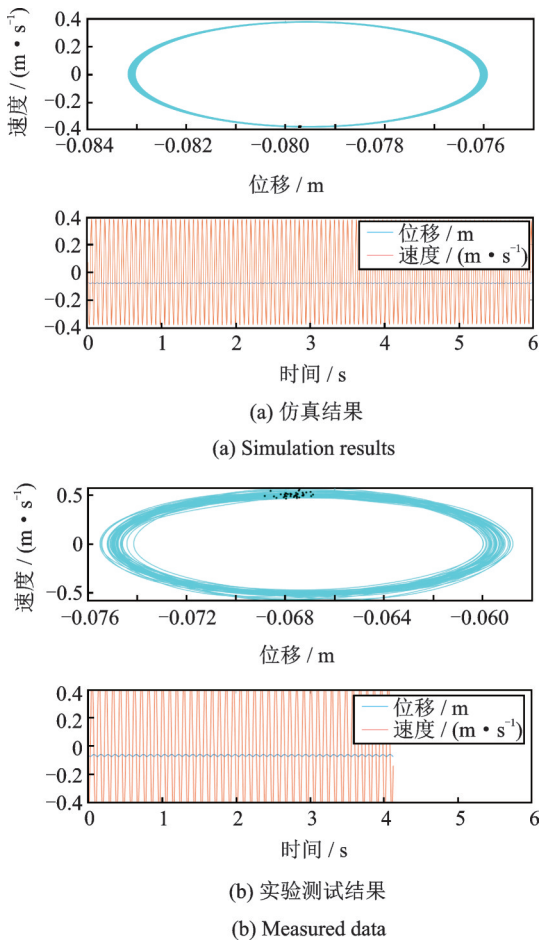 0.4
0.2
0
−0.2
−0.4
速度 / (m·s⁻¹)
−0.084 −0.082 −0.080 −0.078 −0.076
位移 / m
0.4
0.2
0
−0.2
−0.4
位移 / m
速度 / (m·s⁻¹)
0 1 2 3 4 5 6
时间 / s
(a) 仿真结果
(a) Simulation results
0.5
0
−0.5
速度 / (m·s⁻¹)
−0.076 −0.072 −0.068 −0.064 −0.060
位移 / m
0.4
0.2
0
−0.2
−0.4
位移 / m
速度 / (m·s⁻¹)
0 1 2 3 4 5 6
时间 / s
(b) 实验测试结果
(b) Measured data